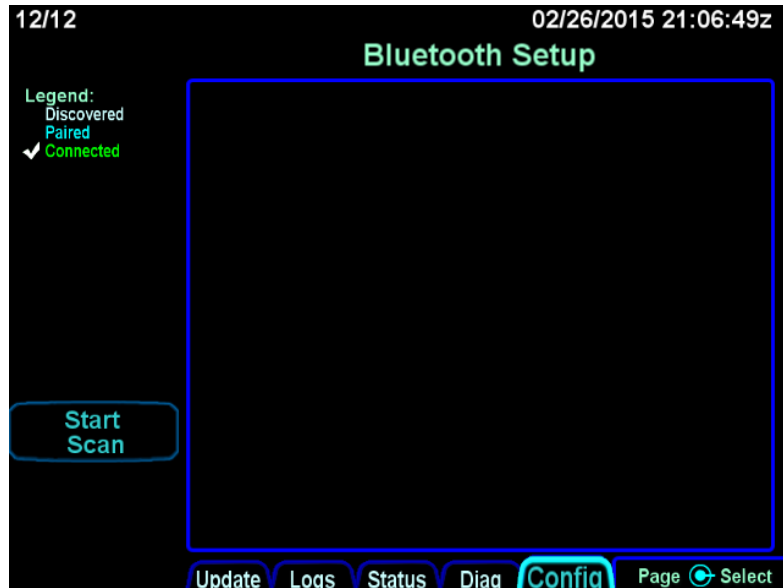 12/12 02/26/2015 21:06:49z
Bluetooth Setup
Legend:
Discovered
Paired
Connected
Start
Scan
Update Logs Status Diag Config Page Select